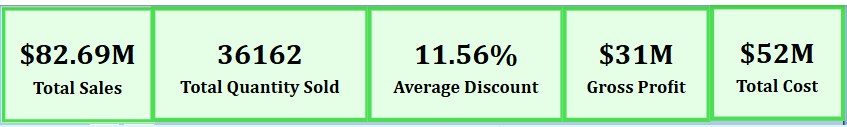 $82.69M
Total Sales
36162
Total Quantity Sold
11.56%
Average Discount
$31M
Gross Profit
$52M
Total Cost